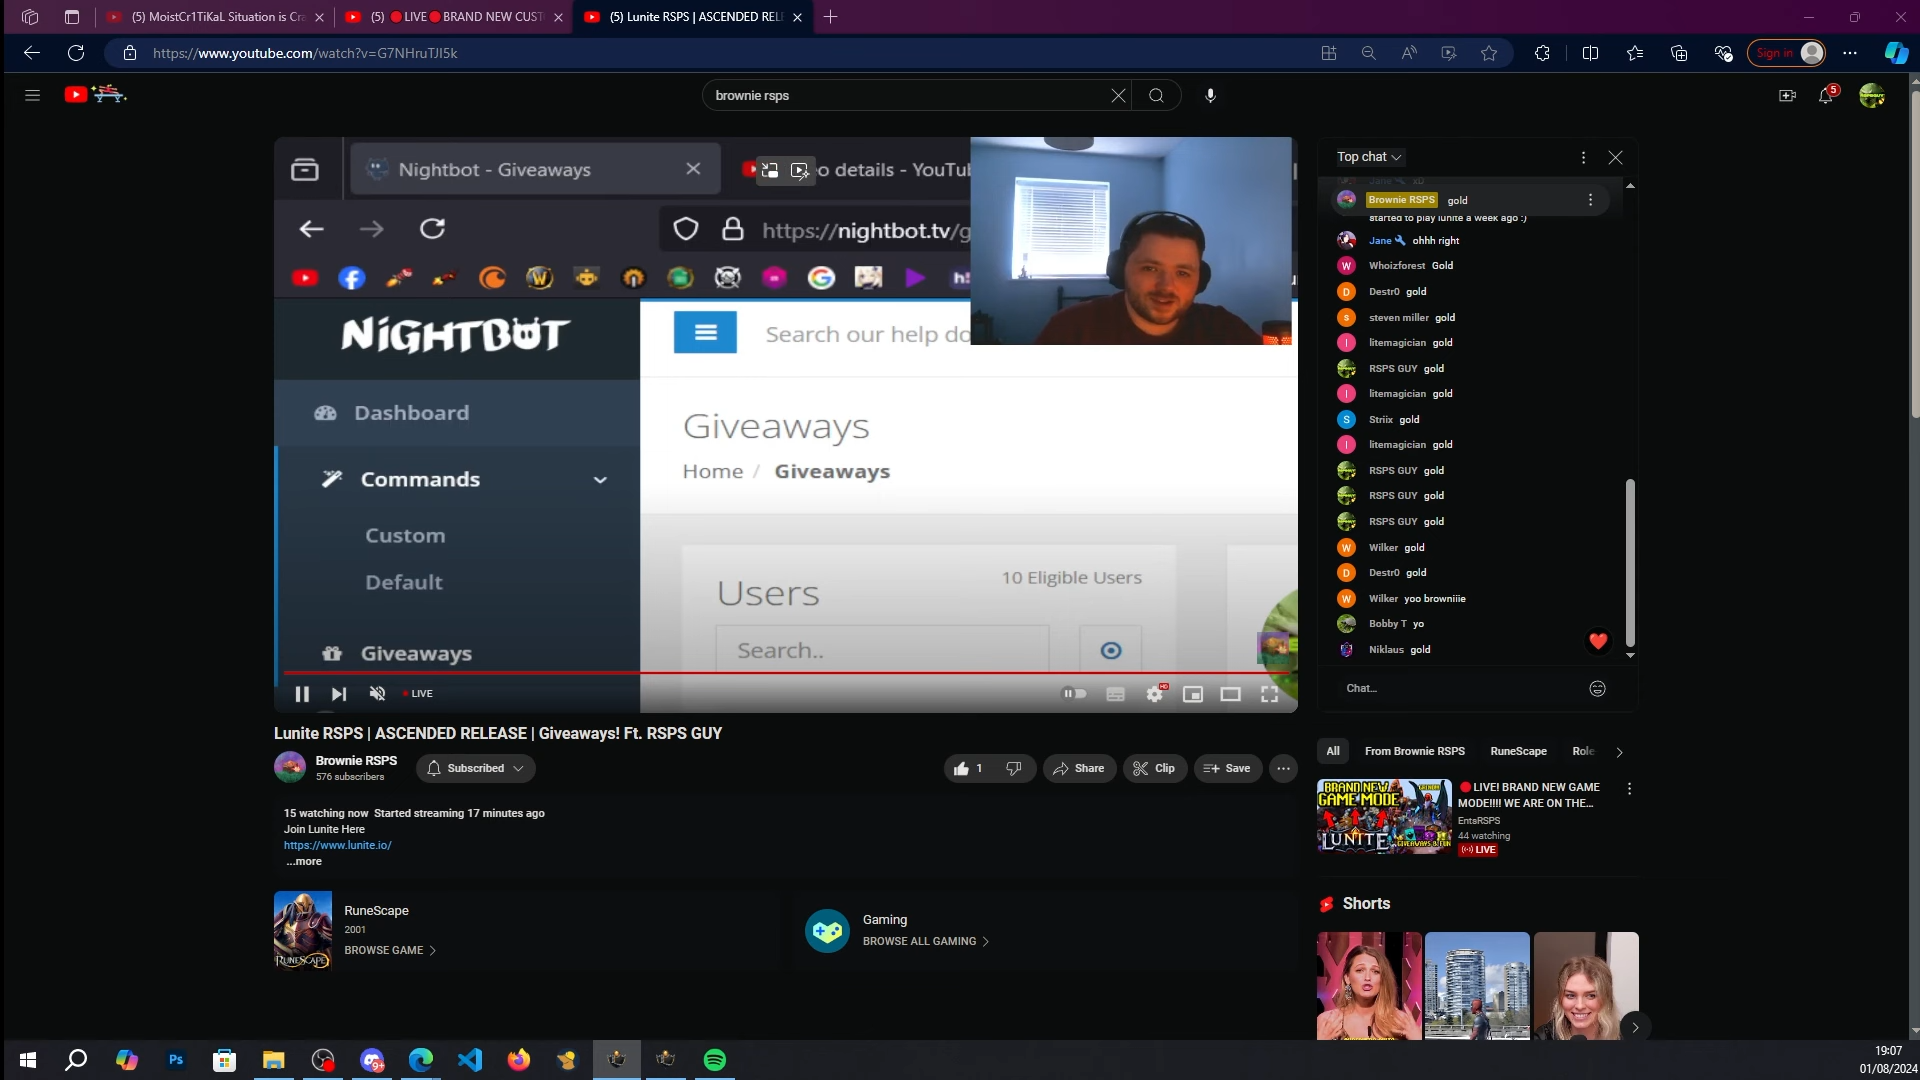 (5) MoistCr1TiKaL Situation is Cra
(5) 🔴LIVE🔴BRAND NEW CUST
(5) Lunite RSPS | ASCENDED REL
https://www.youtube.com/watch?v=G7NHruTJI5k
Sign in
brownie rsps
5
Nightbot - Giveaways
o details - YouTu
https://nightbot.tv/g
NIGHTBOT
Search our help do
Dashboard
Commands
Custom
Default
Giveaways
Giveaways
Home / Giveaways
Users
10 Eligible Users
Search..
LIVE
HD
Top chat
Brownie RSPS gold
started to play lunite a week ago :)
Jane ohhh right
W Whoizforest Gold
D Destr0 gold
s steven miller gold
l litemagician gold
RSPS GUY gold
l litemagician gold
S Striix gold
l litemagician gold
RSPS GUY gold
RSPS GUY gold
RSPS GUY gold
W Wilker gold
D Destr0 gold
W Wilker yoo browniiie
Bobby T yo
Niklaus gold
Chat...
Lunite RSPS | ASCENDED RELEASE | Giveaways! Ft. RSPS GUY
Brownie RSPS
576 subscribers
Subscribed
1
Share
Clip
Save
15 watching now Started streaming 17 minutes ago
Join Lunite Here
https://www.lunite.io/
...more
RuneScape
2001
BROWSE GAME
RUNESCAPE
Gaming
BROWSE ALL GAMING
All
From Brownie RSPS
RuneScape
Role
BRAND NEW
GAME MODE!!!!
LUNITE
GIVEAWAYS & FUN
🔴LIVE! BRAND NEW GAME
MODE!!!! WE ARE ON THE...
EntsRSPS
44 watching
LIVE
Shorts
Ps
9+
19:07
01/08/2024